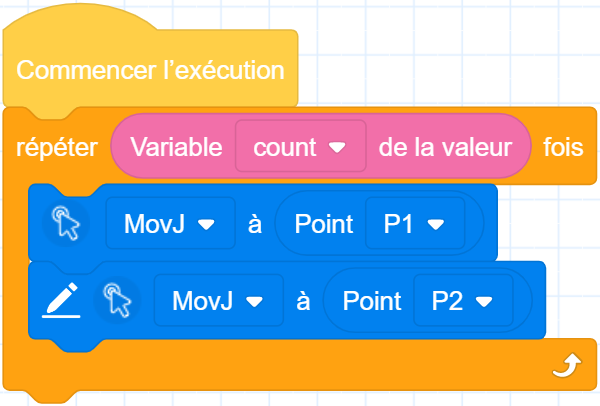 Commencer l’exécution
répéter Variable count de la valeur fois
MovJ à Point P1
MovJ à Point P2